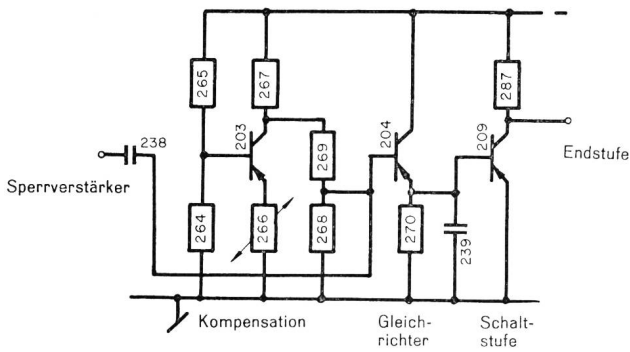 265
267
287
203
204
209
238
269
Endstufe
Sperrverstärker
264
266
268
270
239
Kompensation
Gleich-
richter
Schalt-
stufe